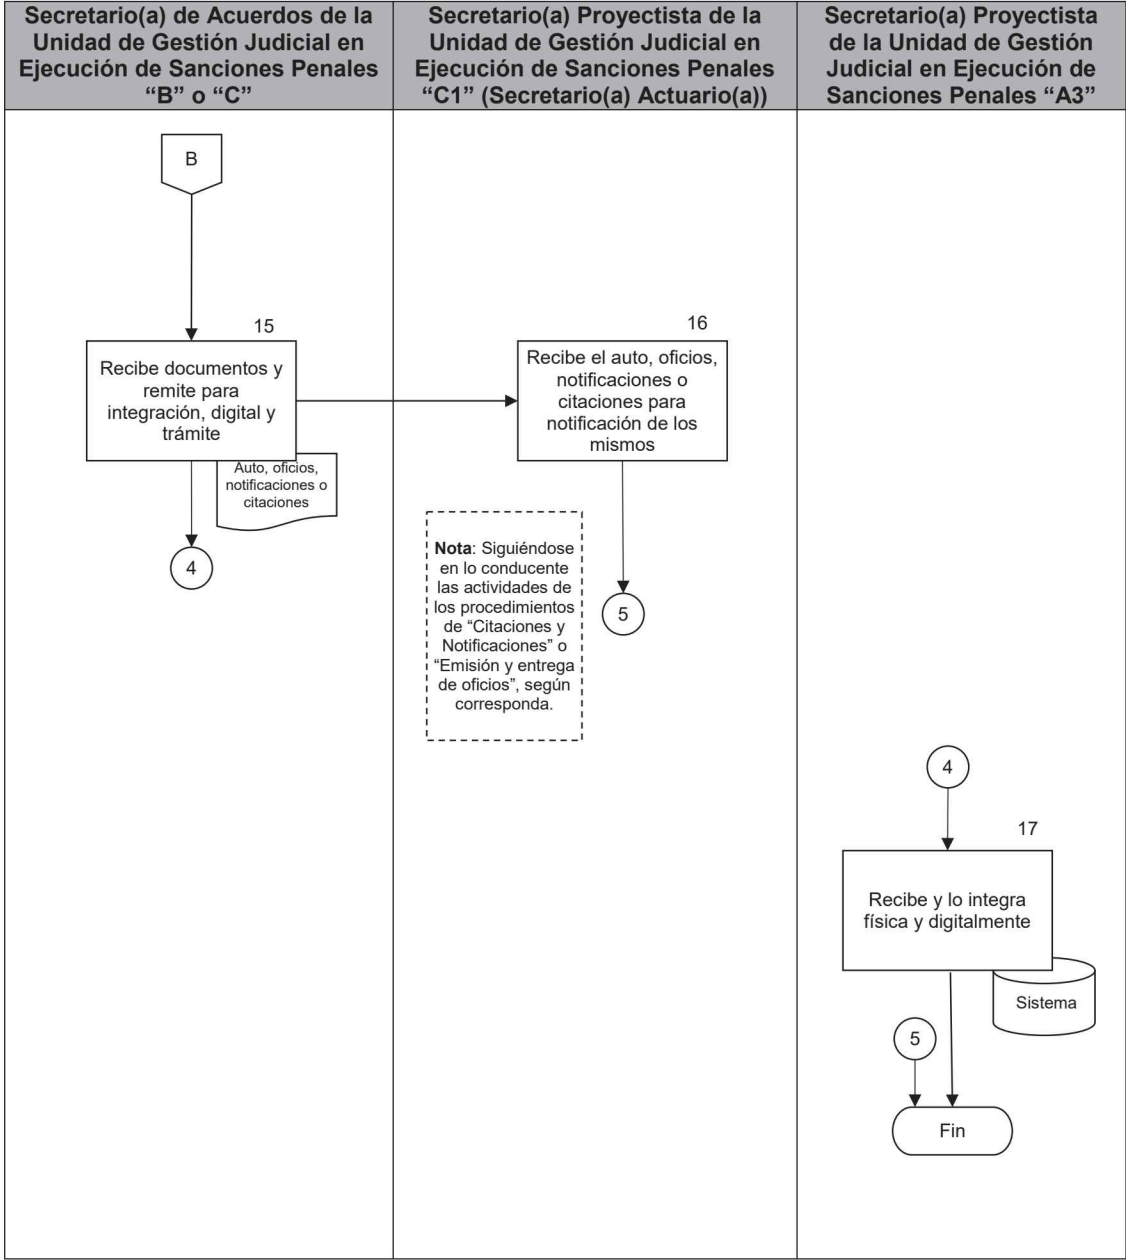 Secretario(a) de Acuerdos de la
Unidad de Gestión Judicial en
Ejecución de Sanciones Penales
“B” o “C”
Secretario(a) Proyectista de la
Unidad de Gestión Judicial en
Ejecución de Sanciones Penales
“C1” (Secretario(a) Actuario(a))
Secretario(a) Proyectista
de la Unidad de Gestión
Judicial en Ejecución de
Sanciones Penales “A3”
B
15
Recibe documentos y
remite para
integración, digital y
trámite
Auto, oficios,
notificaciones o
citaciones
4
16
Recibe el auto, oficios,
notificaciones o
citaciones para
notificación de los
mismos
Nota: Siguiéndose
en lo conducente
las actividades de
los procedimientos
de “Citaciones y
Notificaciones” o
“Emisión y entrega
de oficios”, según
corresponda.
5
4
17
Recibe y lo integra
física y digitalmente
Sistema
5
Fin